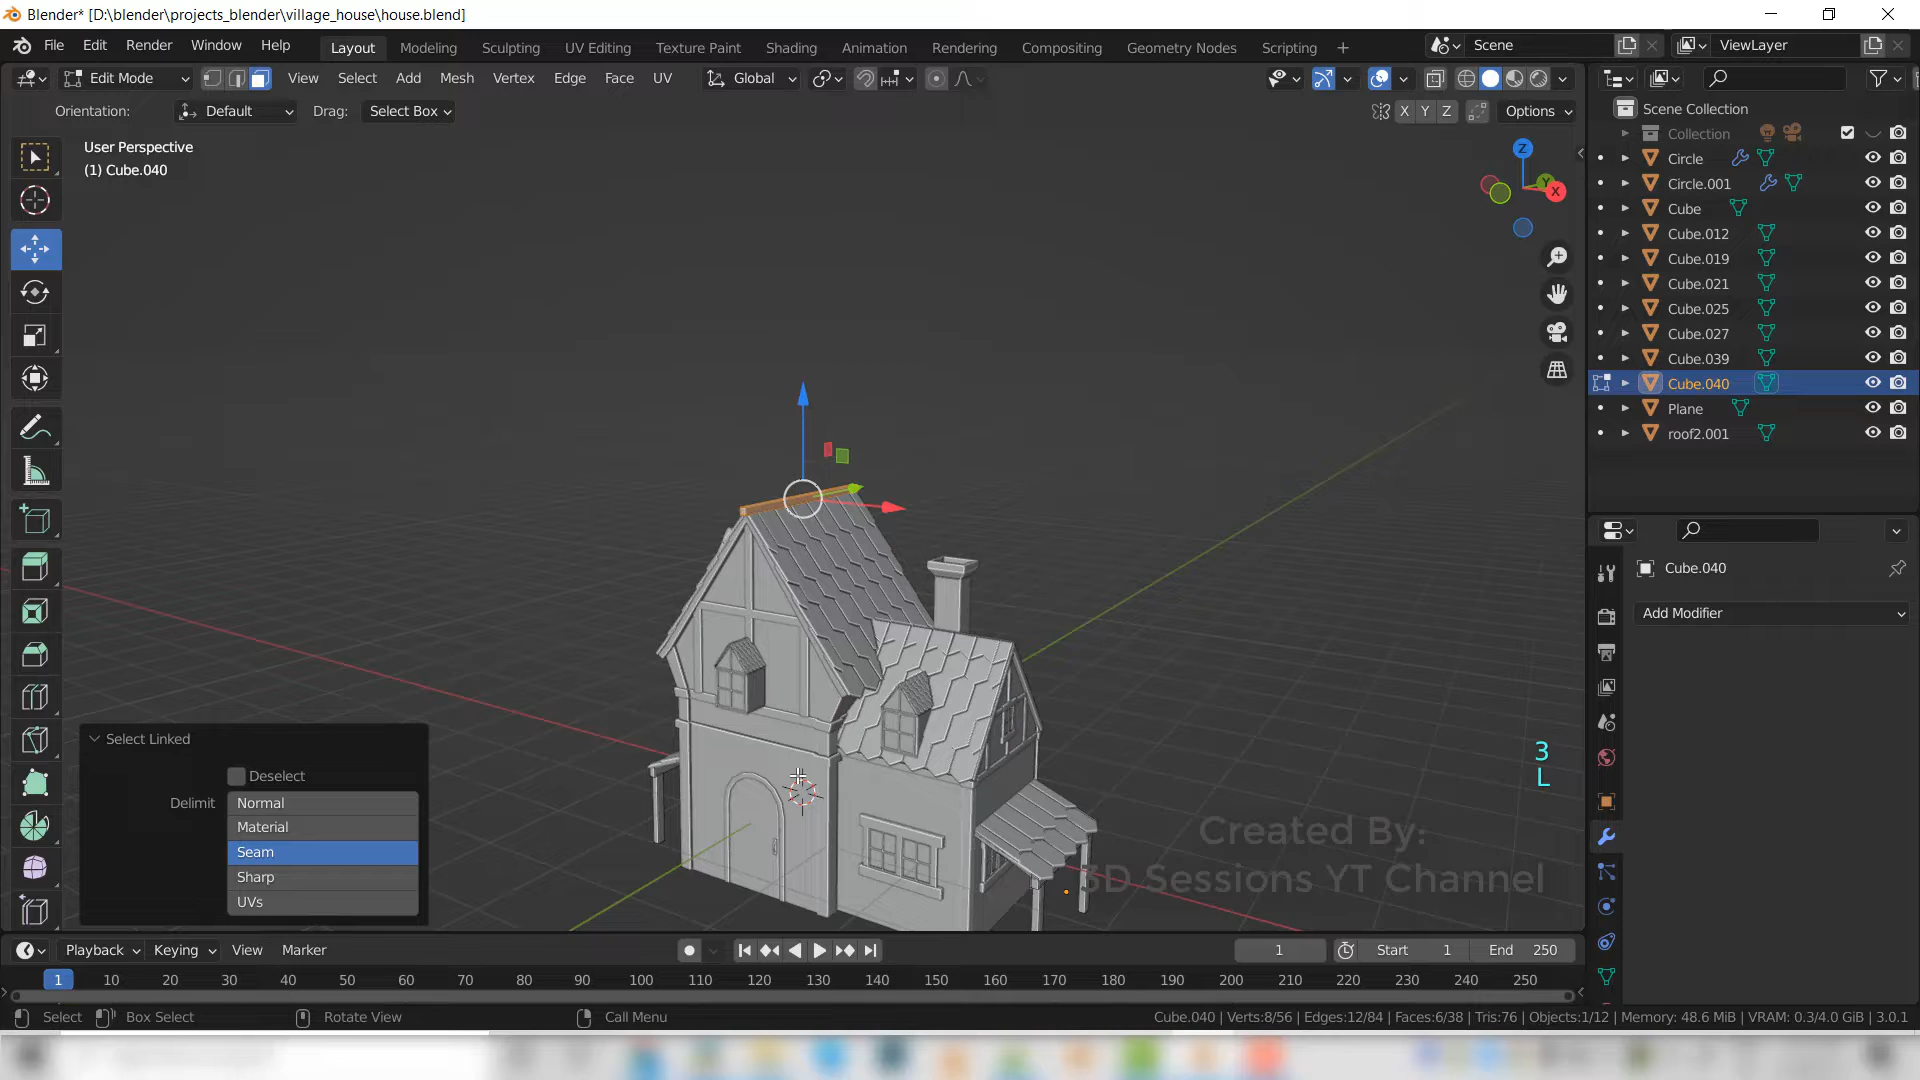 Blender* [D:\blender\projects_blender\village_house\house.blend]
File Edit Render Window Help Layout Modeling Sculpting UV Editing Texture Paint Shading Animation Rendering Compositing Geometry Nodes Scripting + Scene ViewLayer
Edit Mode View Select Add Mesh Vertex Edge Face UV Global
Orientation: Default Drag: Select Box X Y Z Options
User Perspective
(1) Cube.040
Z
Y
X
Scene Collection
Collection
Circle
Circle.001
Cube
Cube.012
Cube.019
Cube.021
Cube.025
Cube.027
Cube.039
Cube.040
Plane
roof2.001
Cube.040
Add Modifier
Select Linked
Deselect
Delimit Normal
Material
Seam
Sharp
UVs
3
L
Created By:
3D Sessions YT Channel
Playback Keying View Marker 1 Start 1 End 250
1 10 20 30 40 50 60 70 80 90 100 110 120 130 140 150 160 170 180 190 200 210 220 230 240 250
Select Box Select Rotate View Call Menu Cube.040 | Verts:8/56 | Edges:12/84 | Faces:6/38 | Tris:76 | Objects:1/12 | Memory: 48.6 MiB | VRAM: 0.3/4.0 GiB | 3.0.1